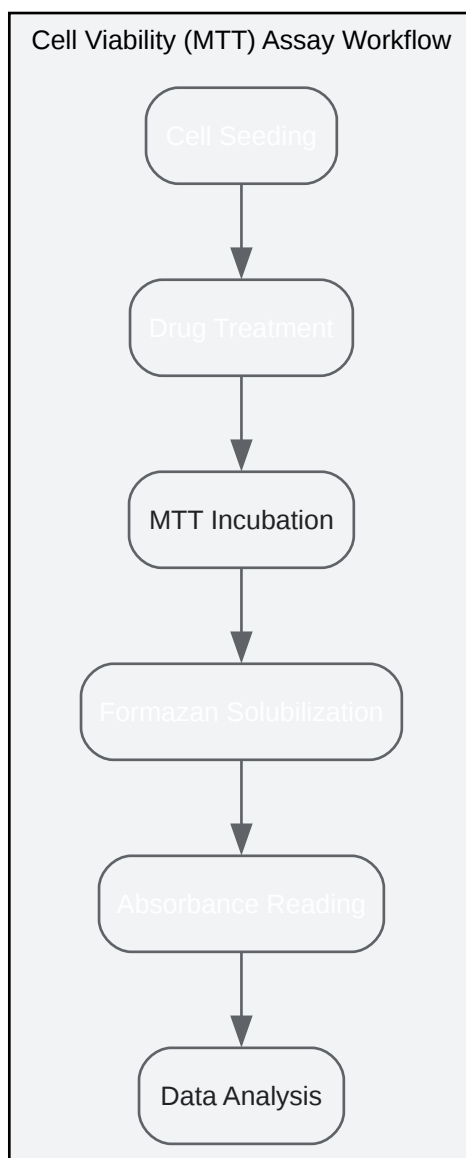 Cell Viability (MTT) Assay Workflow
Cell Seeding
Drug Treatment
MTT Incubation
Formazan Solubilization
Absorbance Reading
Data Analysis